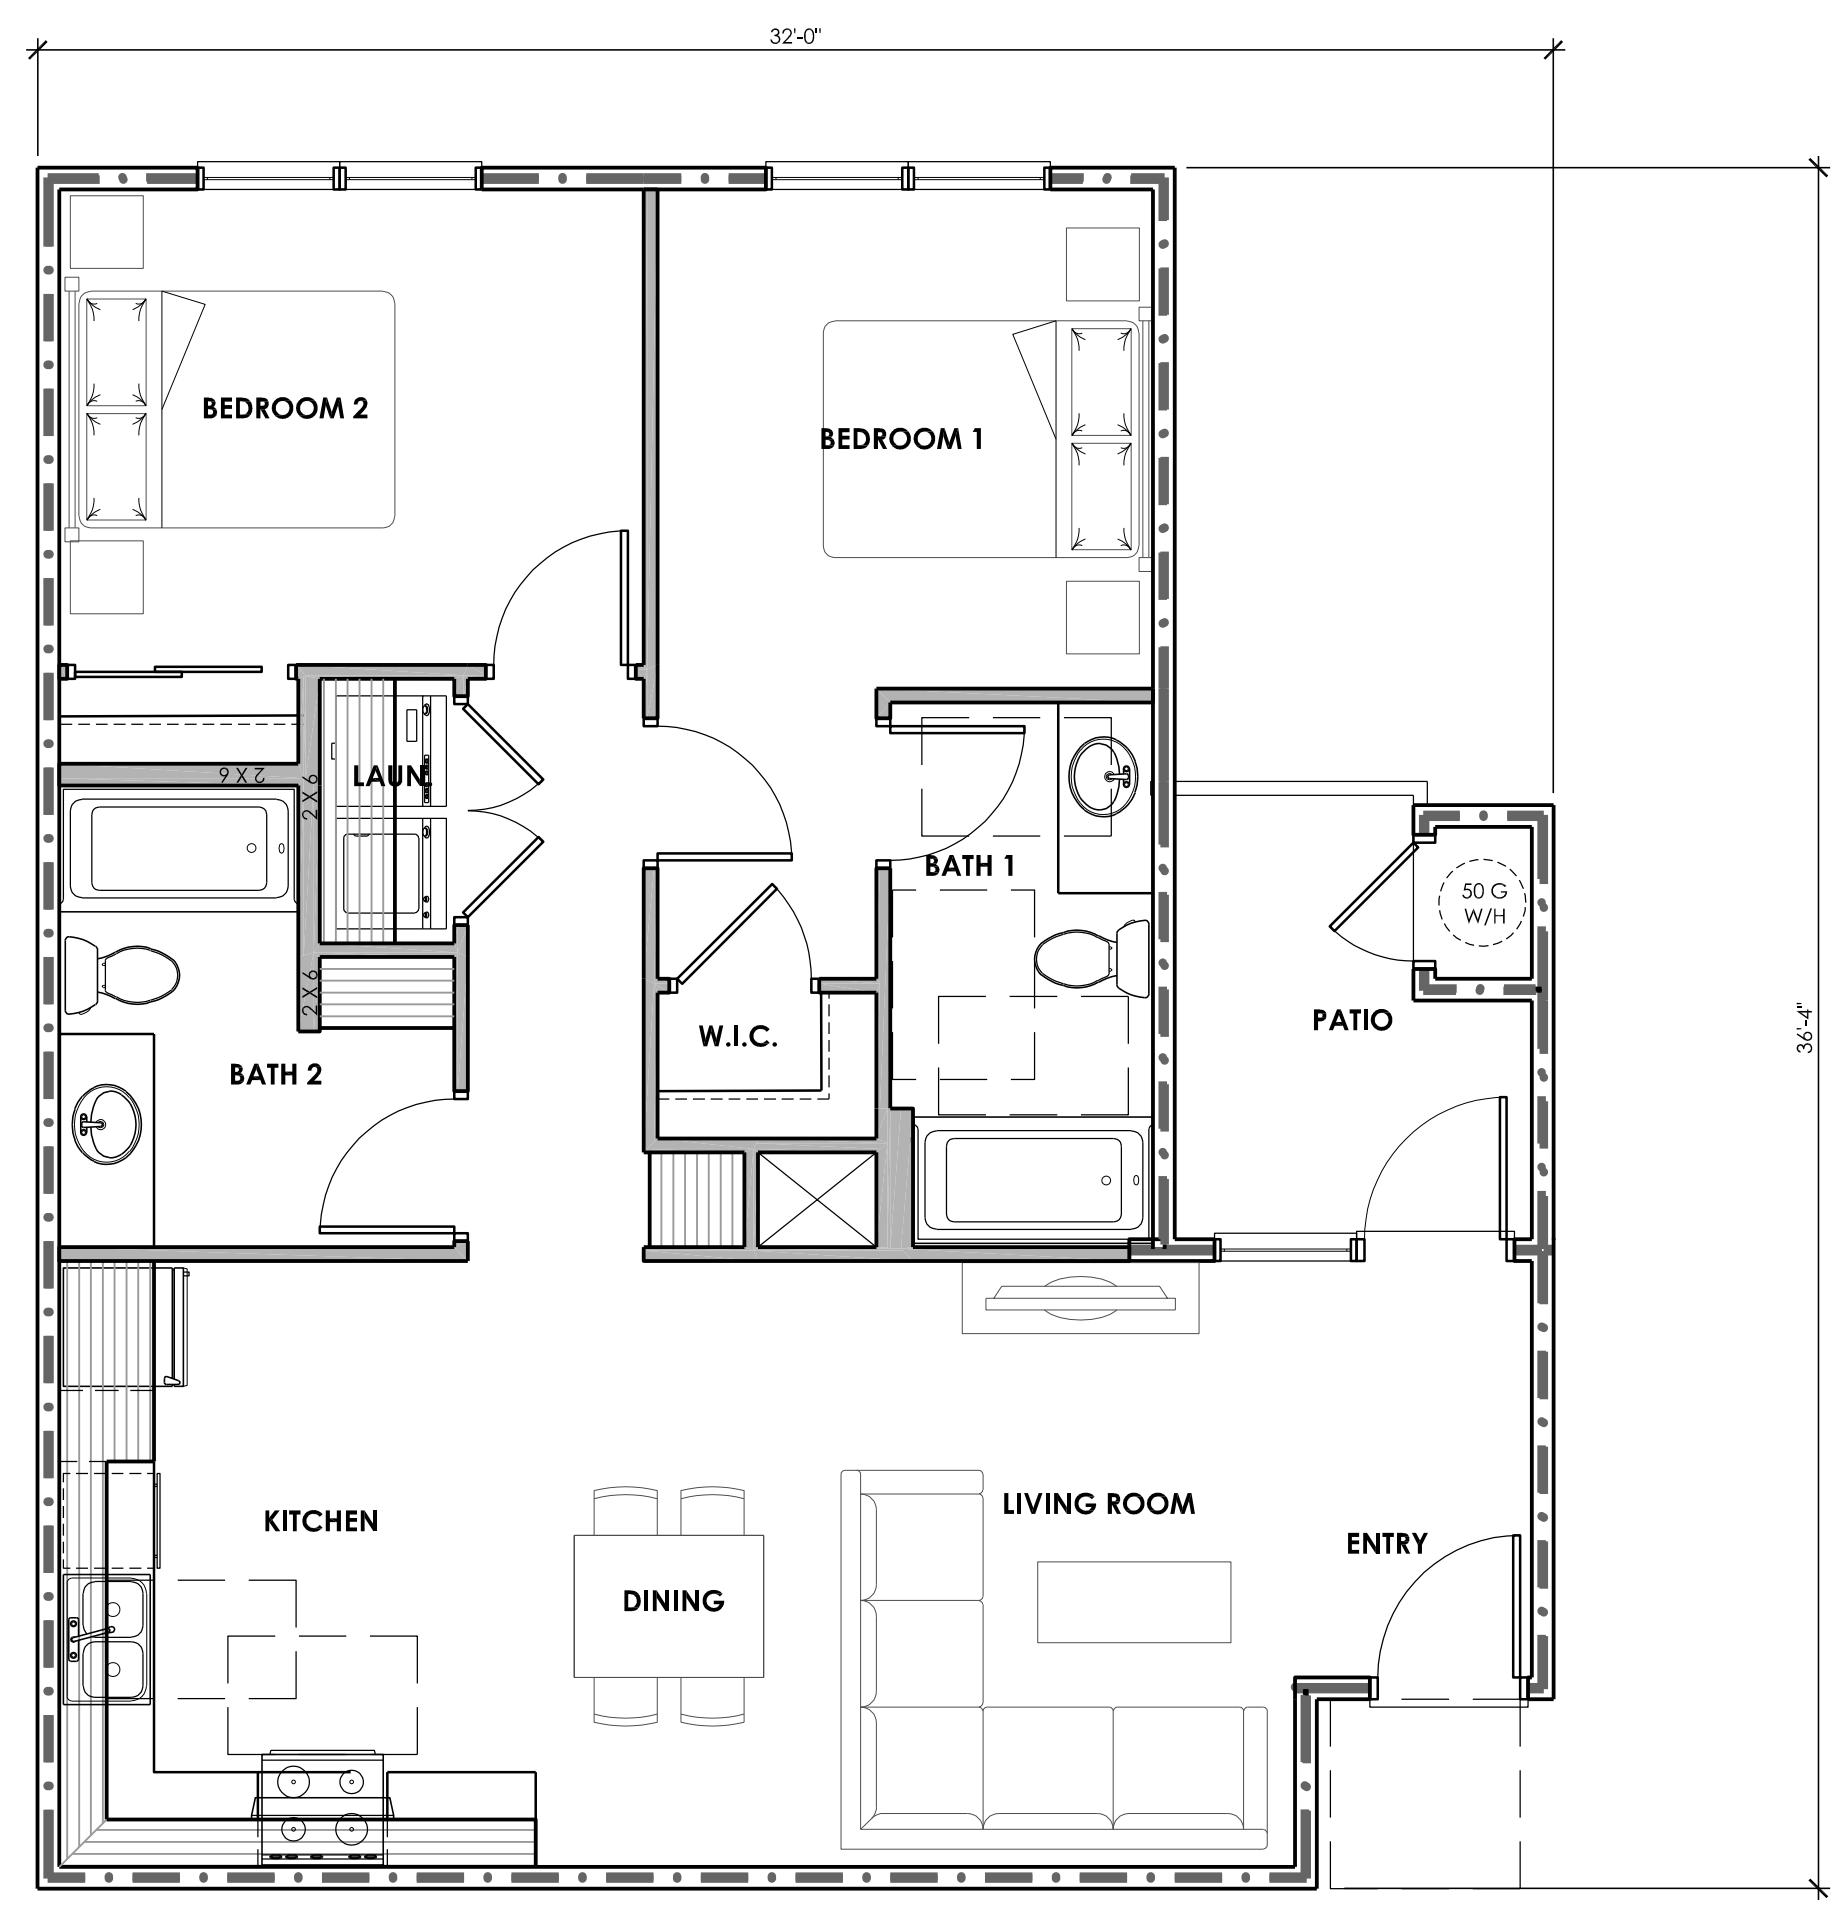 32'-0"
BEDROOM 2
BEDROOM 1
2 X 6
2 X 6
LAUN
BATH 1
50 G
W/H
2 X 6
PATIO
36'-4"
W.I.C.
BATH 2
LIVING ROOM
KITCHEN
ENTRY
DINING